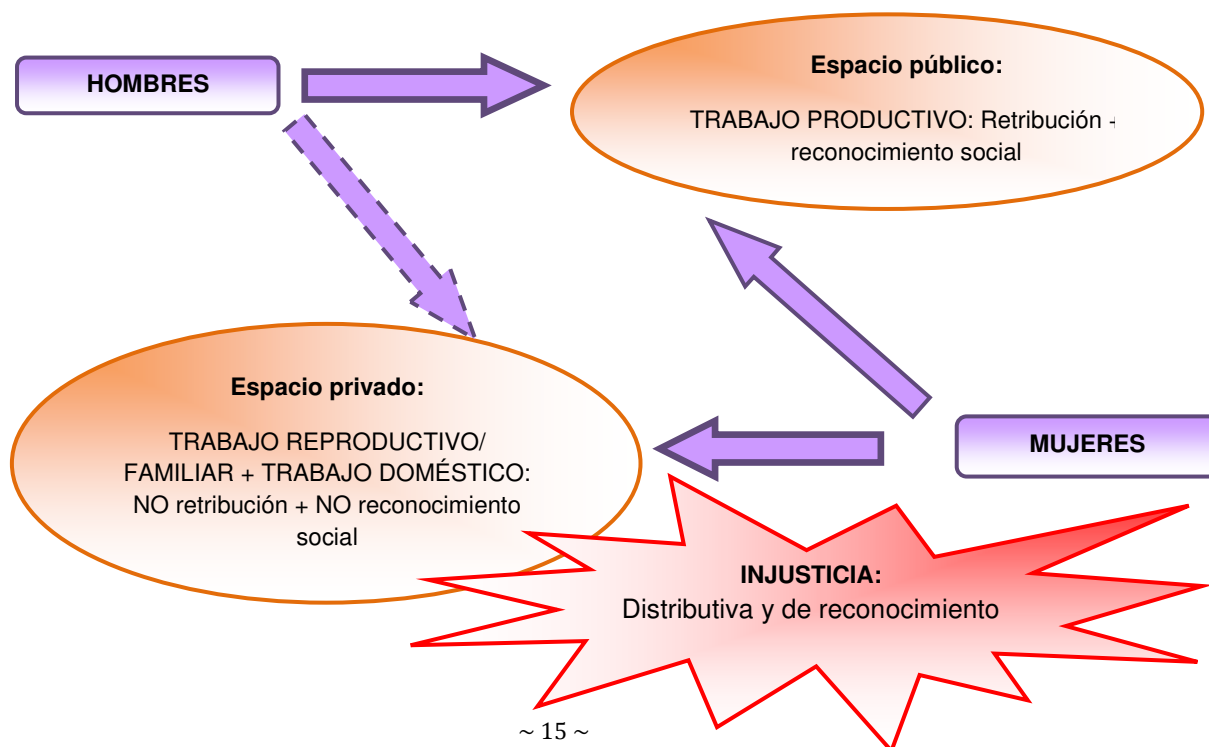 HOMBRES
Espacio público:
TRABAJO PRODUCTIVO: Retribución +
reconocimiento social
Espacio privado:
TRABAJO REPRODUCTIVO/
FAMILIAR + TRABAJO DOMÉSTICO:
NO retribución + NO reconocimiento
social
MUJERES
INJUSTICIA:
Distributiva y de reconocimiento
~ 15 ~